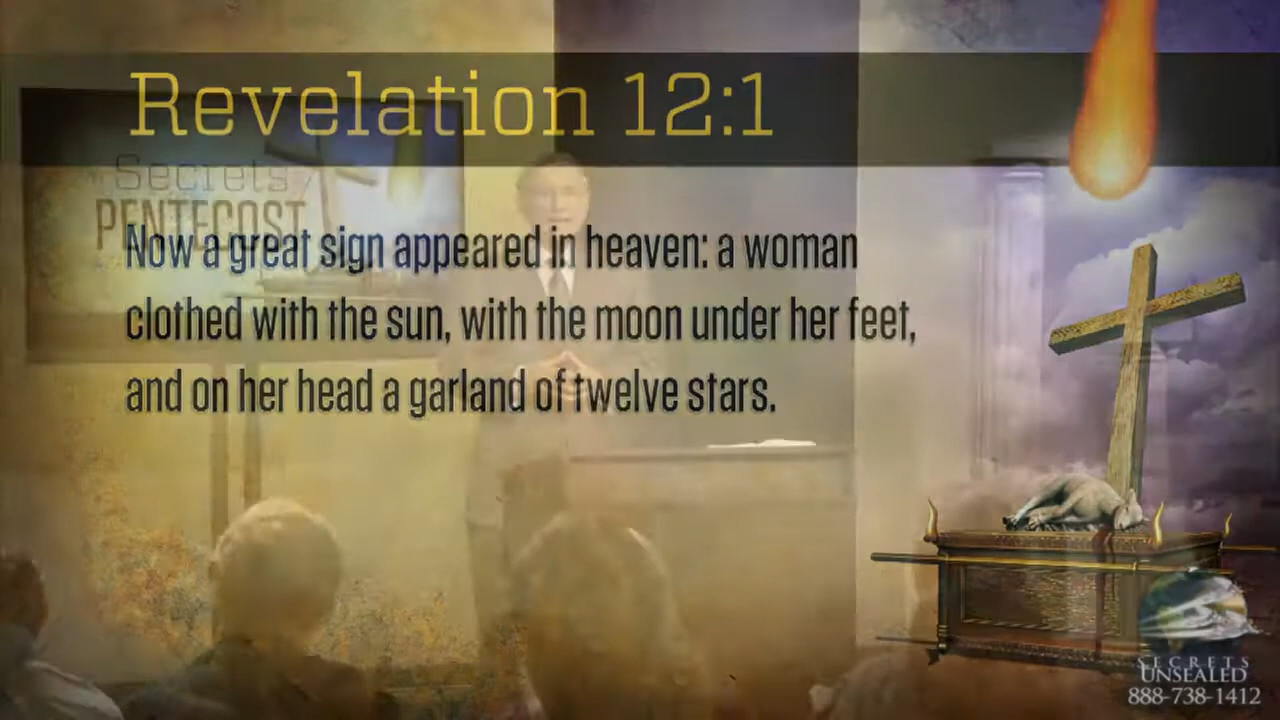 Revelation 12:1
Secrets
PENTECOST
Now a great sign appeared in heaven: a woman
clothed with the sun, with the moon under her feet,
and on her head a garland of twelve stars.
SECRETS
UNSEALED
888-738-1412